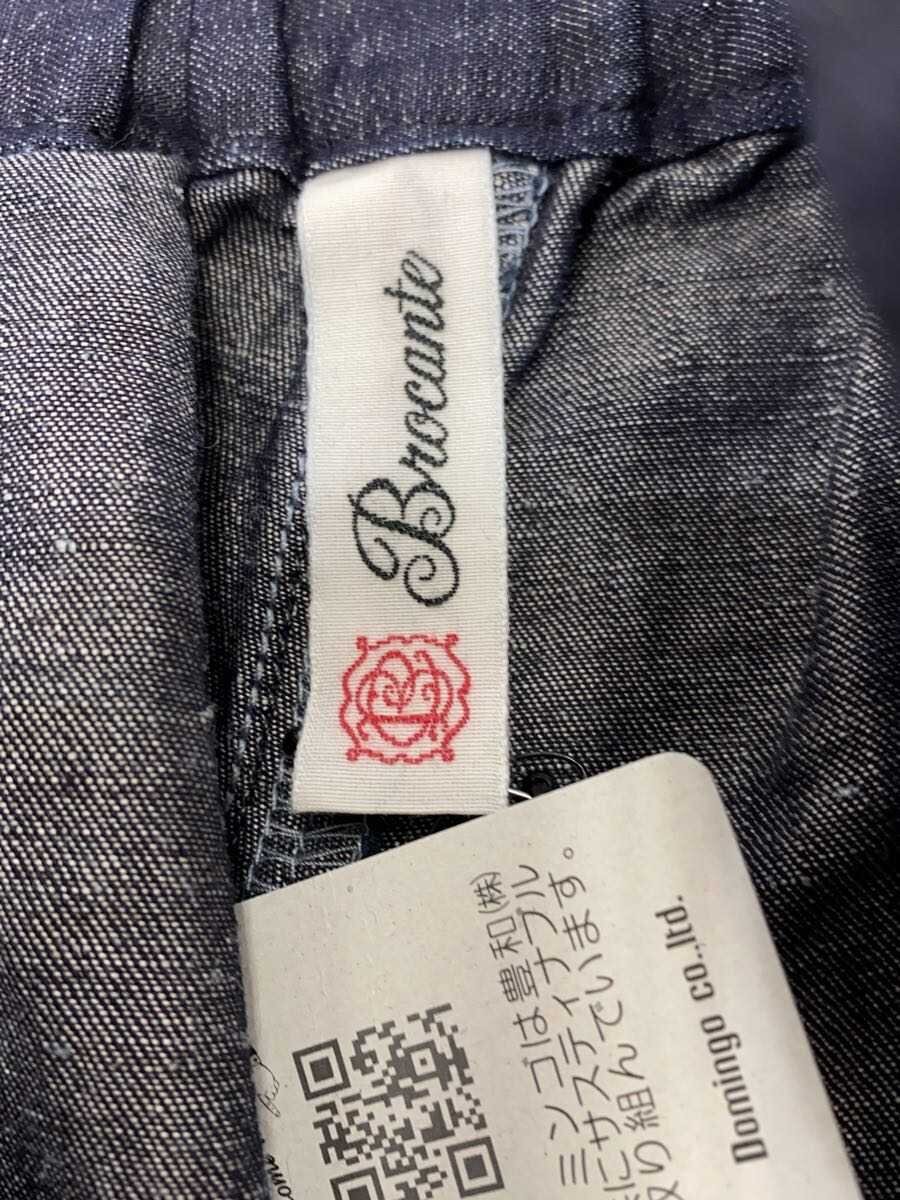 Brocante
ゴは豊和(株)
ミンサスティナブル
に取り組んでいます。
Domingo co.,ltd.